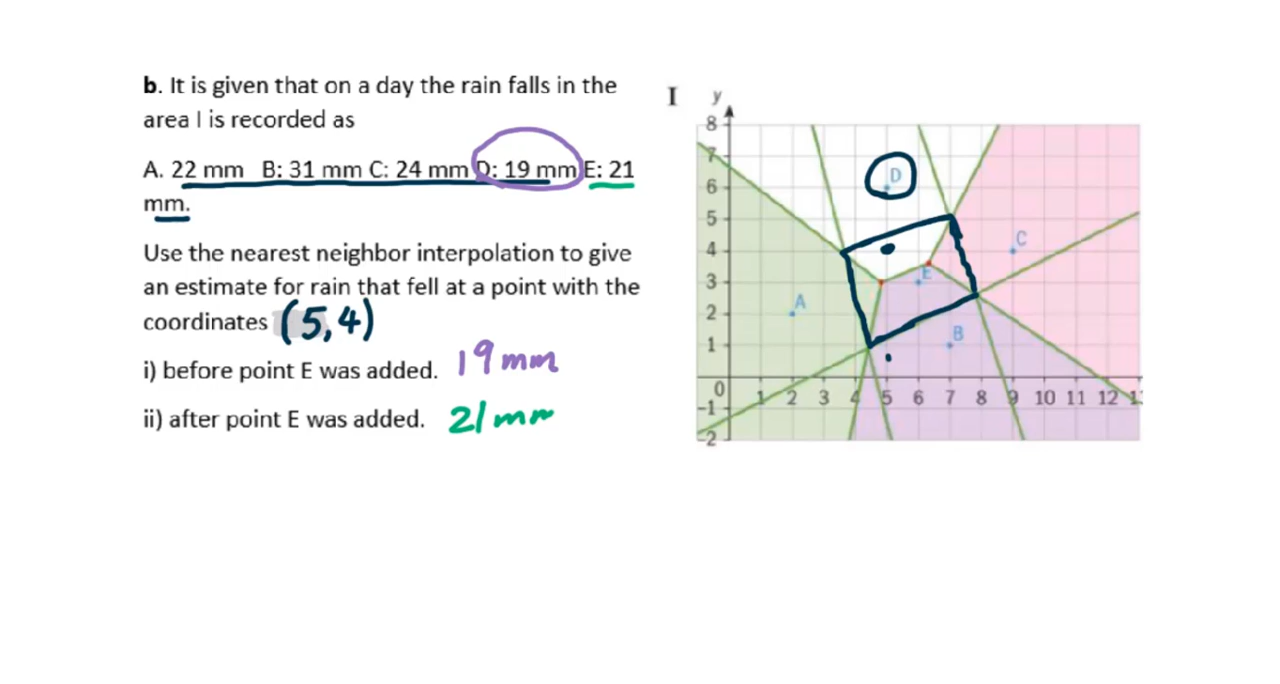 b. It is given that on a day the rain falls in the
area I is recorded as
A. 22 mm B: 31 mm C: 24 mm D: 19 mm E: 21
mm.
Use the nearest neighbor interpolation to give
an estimate for rain that fell at a point with the
coordinates (5,4)
i) before point E was added. 19 mm
ii) after point E was added. 21 mm
I y
8
7
6 D
5
4 C
3 E
2 A
1 B
0 1 2 3 4 5 6 7 8 9 10 11 12 13
-1
-2